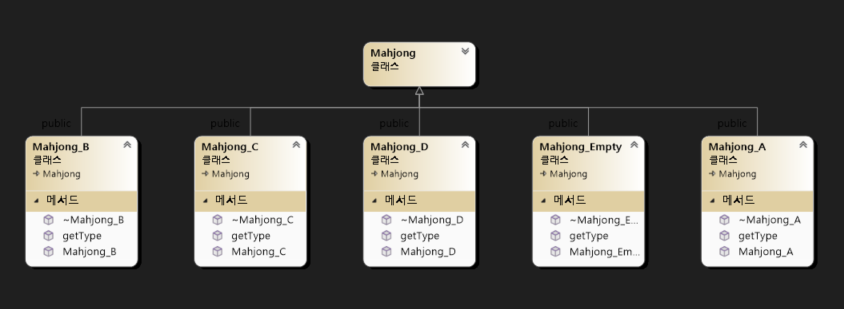 Mahjong
클래스
public
public
public
public
public
Mahjong_B
클래스
Mahjong
메서드
~Mahjong_B
getType
Mahjong_B
Mahjong_C
클래스
Mahjong
메서드
~Mahjong_C
getType
Mahjong_C
Mahjong_D
클래스
Mahjong
메서드
~Mahjong_D
getType
Mahjong_D
Mahjong_Empty
클래스
Mahjong
메서드
~Mahjong_E...
getType
Mahjong_Em...
Mahjong_A
클래스
Mahjong
메서드
~Mahjong_A
getType
Mahjong_A